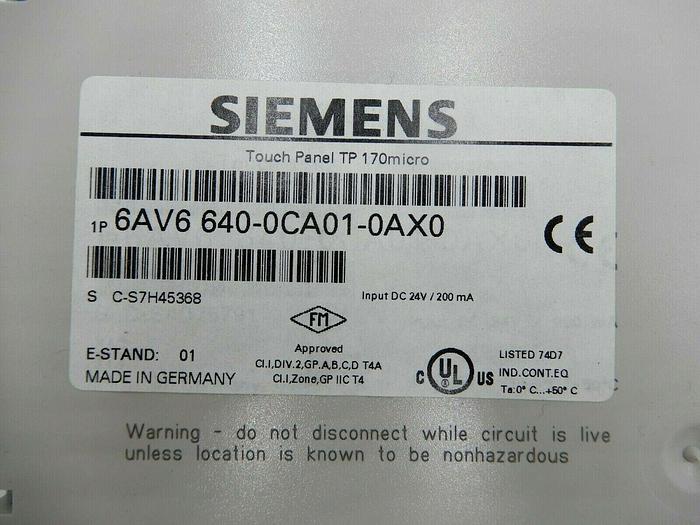 SIEMENS
Touch Panel TP 170micro
1P 6AV6 640-0CA01-0AX0
CE
S C-S7H45368
Input DC 24V / 200 mA
FM
Approved
E-STAND: 01
Cl.I,DIV.2,GP.A,B,C,D T4A
MADE IN GERMANY
Cl.I,Zone,GP IIC T4
C UL US
LISTED 74D7
IND.CONT.EQ
Ta:0° C...+50° C
Warning - do not disconnect while circuit is live
unless location is known to be nonhazardous